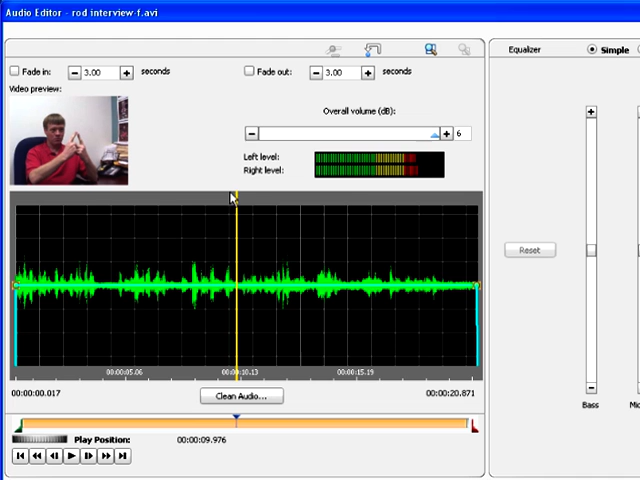 Audio Editor - rod interview-f.avi
Equalizer Simple
Fade in: 3.00 seconds Fade out: 3.00 seconds
Video preview:
Overall volume (dB):
6
Left level:
Right level:
Reset
00:00:05.06 00:00:10.13 00:00:15.19
00:00:00.017 Clean Audio... 00:00:20.871
Bass Mi
Play Position: 00:00:09.976